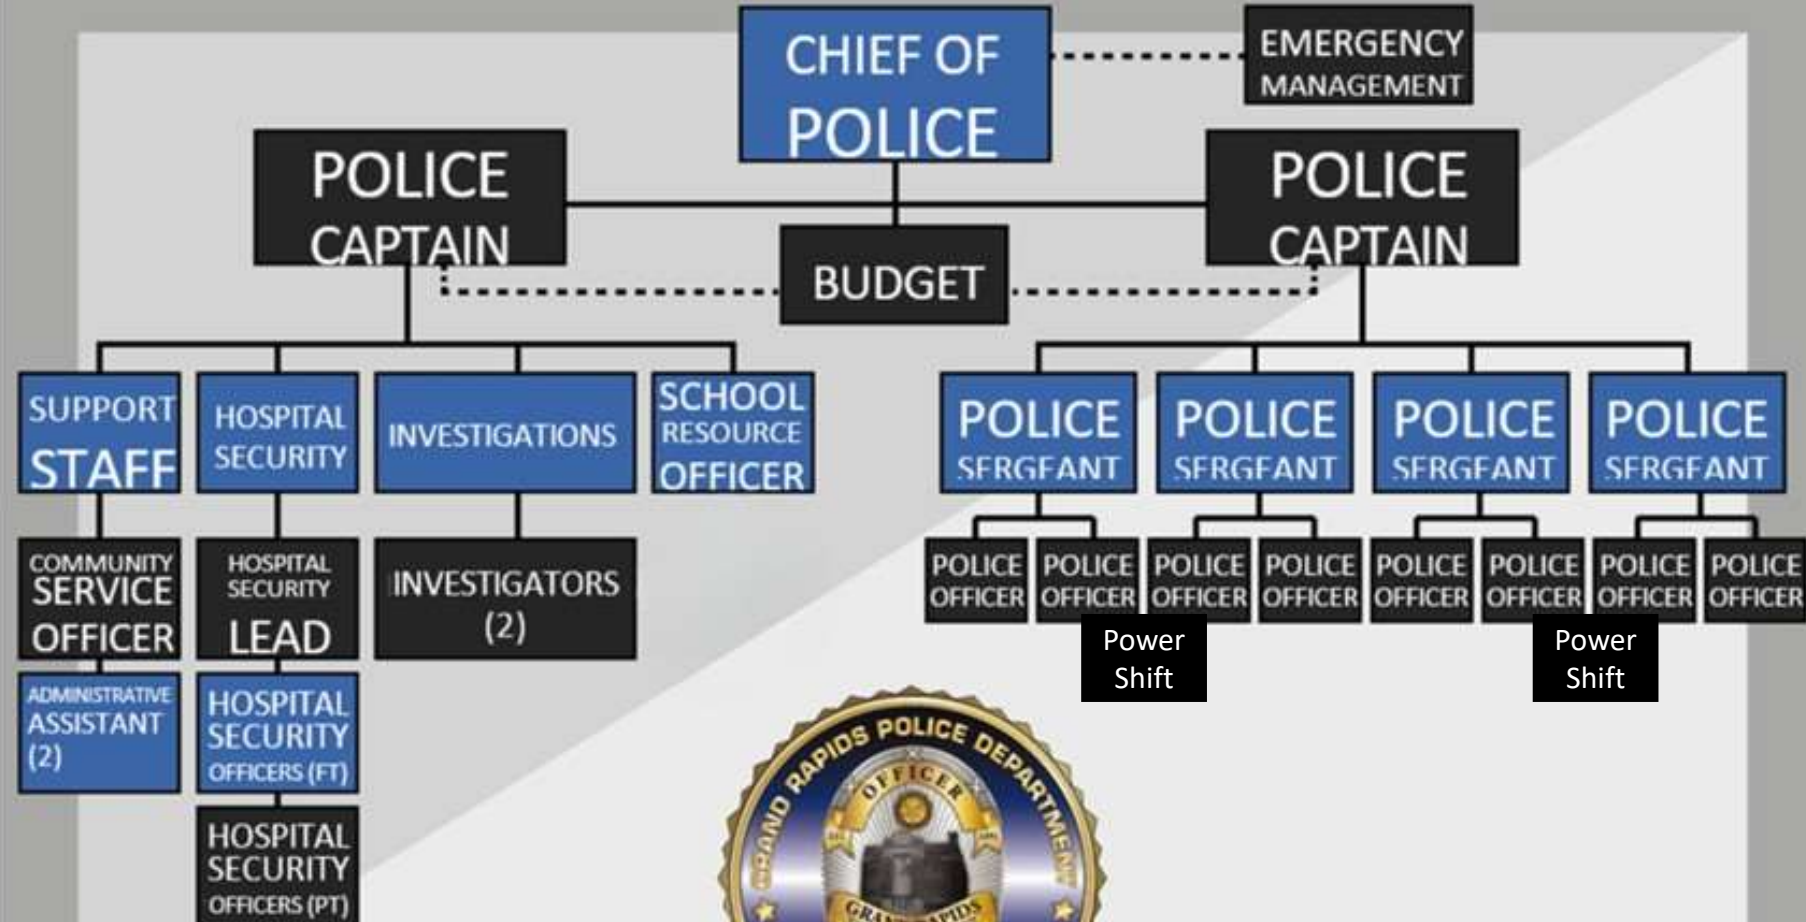 CHIEF OF
POLICE
EMERGENCY
MANAGEMENT
POLICE
CAPTAIN
POLICE
CAPTAIN
BUDGET
SUPPORT
STAFF
HOSPITAL
SECURITY
INVESTIGATIONS
SCHOOL
RESOURCE
OFFICER
POLICE
SERGEANT
POLICE
SERGEANT
POLICE
SERGEANT
POLICE
SERGEANT
COMMUNITY
SERVICE
OFFICER
HOSPITAL
SECURITY
LEAD
INVESTIGATORS
(2)
POLICE
OFFICER
POLICE
OFFICER
POLICE
OFFICER
POLICE
OFFICER
POLICE
OFFICER
POLICE
OFFICER
POLICE
OFFICER
POLICE
OFFICER
Power
Shift
Power
Shift
ADMINISTRATIVE
ASSISTANT
(2)
HOSPITAL
SECURITY
OFFICERS (FT)
HOSPITAL
SECURITY
OFFICERS (PT)
GRAND RAPIDS POLICE DEPARTMENT
OFFICER
GRAND RAPIDS